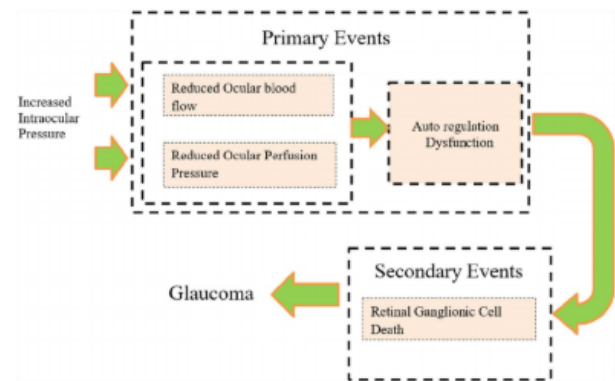 Primary Events
Increased
Intraocular
Pressure
Reduced Ocular blood
flow
Reduced Ocular Perfusion
Pressure
Auto regulation
Dysfunction
Secondary Events
Retinal Ganglionic Cell
Death
Glaucoma